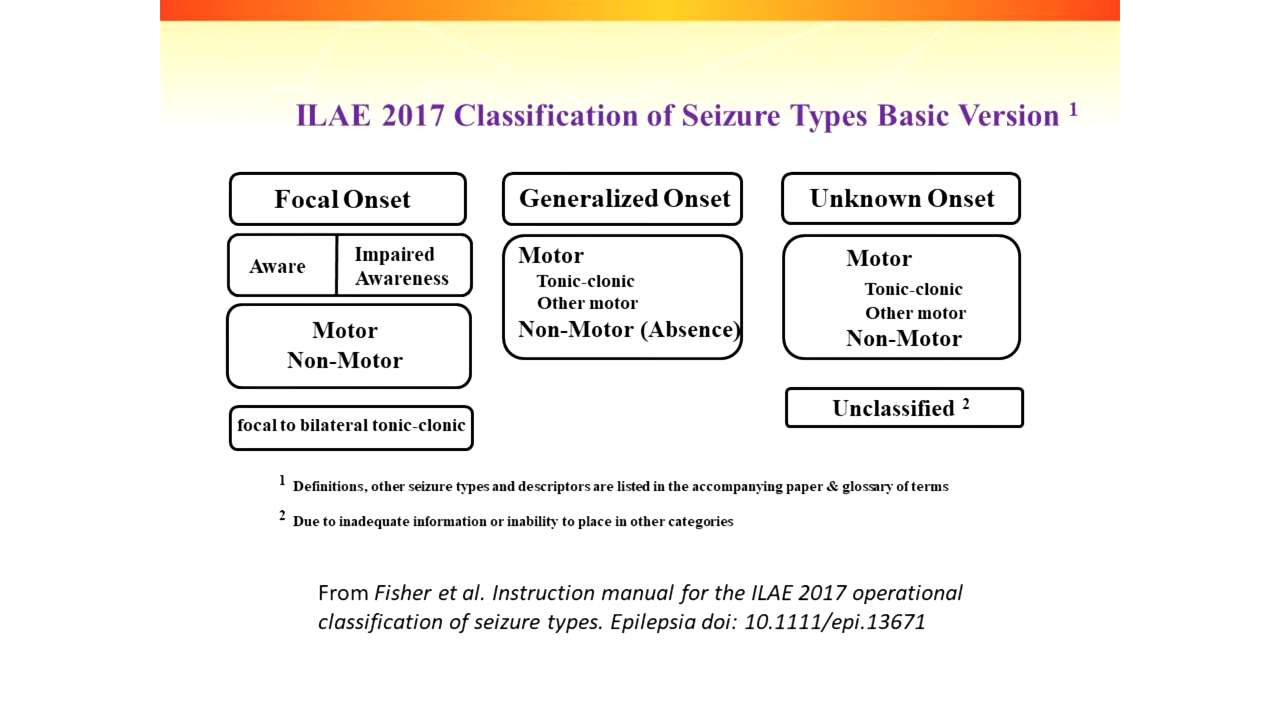 ILAE 2017 Classification of Seizure Types Basic Version ¹
Focal Onset
Aware
Impaired
Awareness
Motor
Non-Motor
focal to bilateral tonic-clonic
Generalized Onset
Motor
Tonic-clonic
Other motor
Non-Motor (Absence)
Unknown Onset
Motor
Tonic-clonic
Other motor
Non-Motor
Unclassified ²
¹ Definitions, other seizure types and descriptors are listed in the accompanying paper & glossary of terms
² Due to inadequate information or inability to place in other categories
From Fisher et al. Instruction manual for the ILAE 2017 operational
classification of seizure types. Epilepsia doi: 10.1111/epi.13671